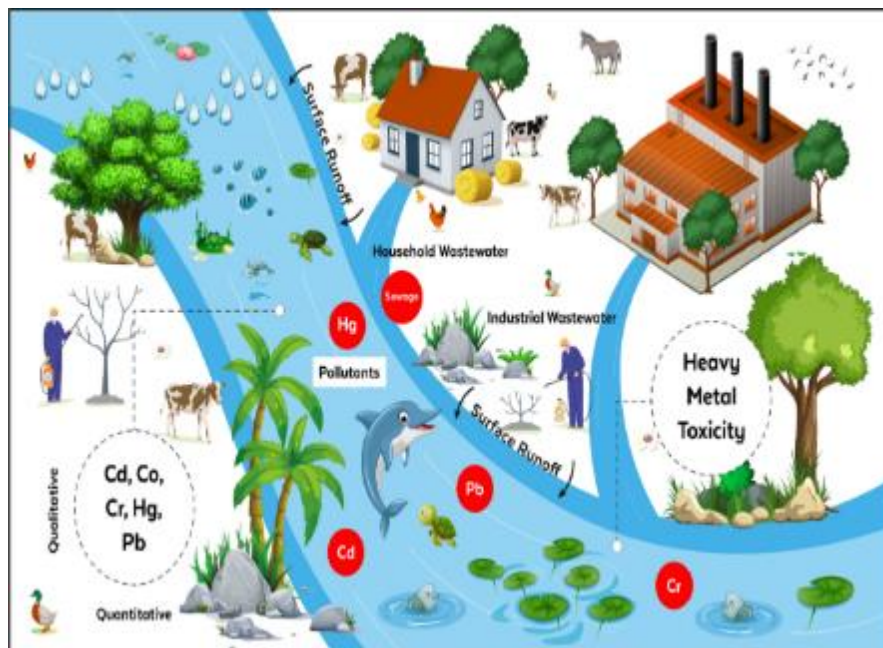 Surface Runoff
Household Wastewater
Sewage
Hg
Industrial Wastewater
Pollutants
Heavy
Metal
Toxicity
Surface Runoff
Cd, Co,
Cr, Hg,
Pb
Qualitative
Pb
Cd
Cr
Quantitative